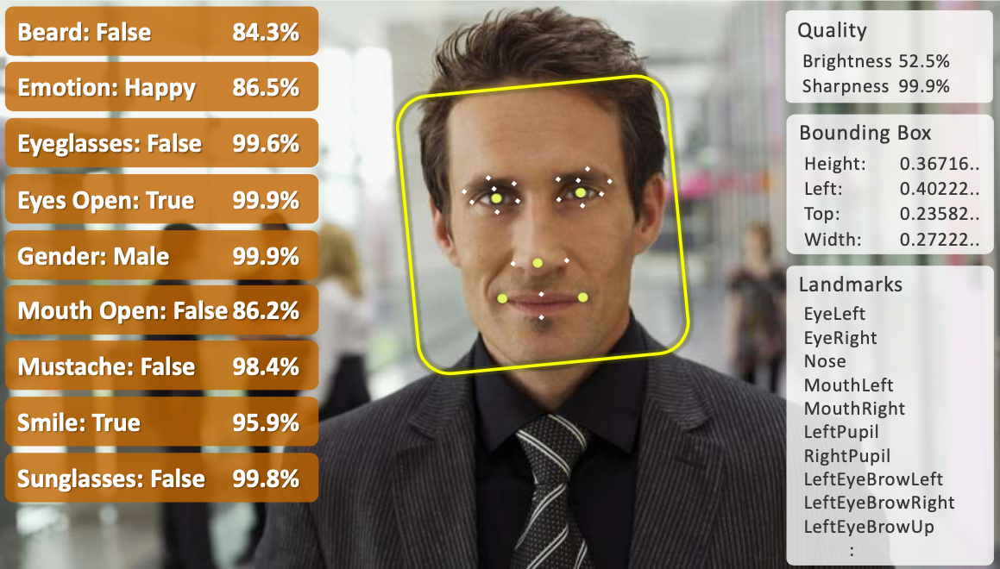 Beard: False 84.3%
Emotion: Happy 86.5%
Eyeglasses: False 99.6%
Eyes Open: True 99.9%
Gender: Male 99.9%
Mouth Open: False 86.2%
Mustache: False 98.4%
Smile: True 95.9%
Sunglasses: False 99.8%
Quality
Brightness 52.5%
Sharpness 99.9%
Bounding Box
Height: 0.36716..
Left: 0.40222..
Top: 0.23582..
Width: 0.27222..
Landmarks
EyeLeft
EyeRight
Nose
MouthLeft
MouthRight
LeftPupil
RightPupil
LeftEyeBrowLeft
LeftEyeBrowRight
LeftEyeBrowUp
: